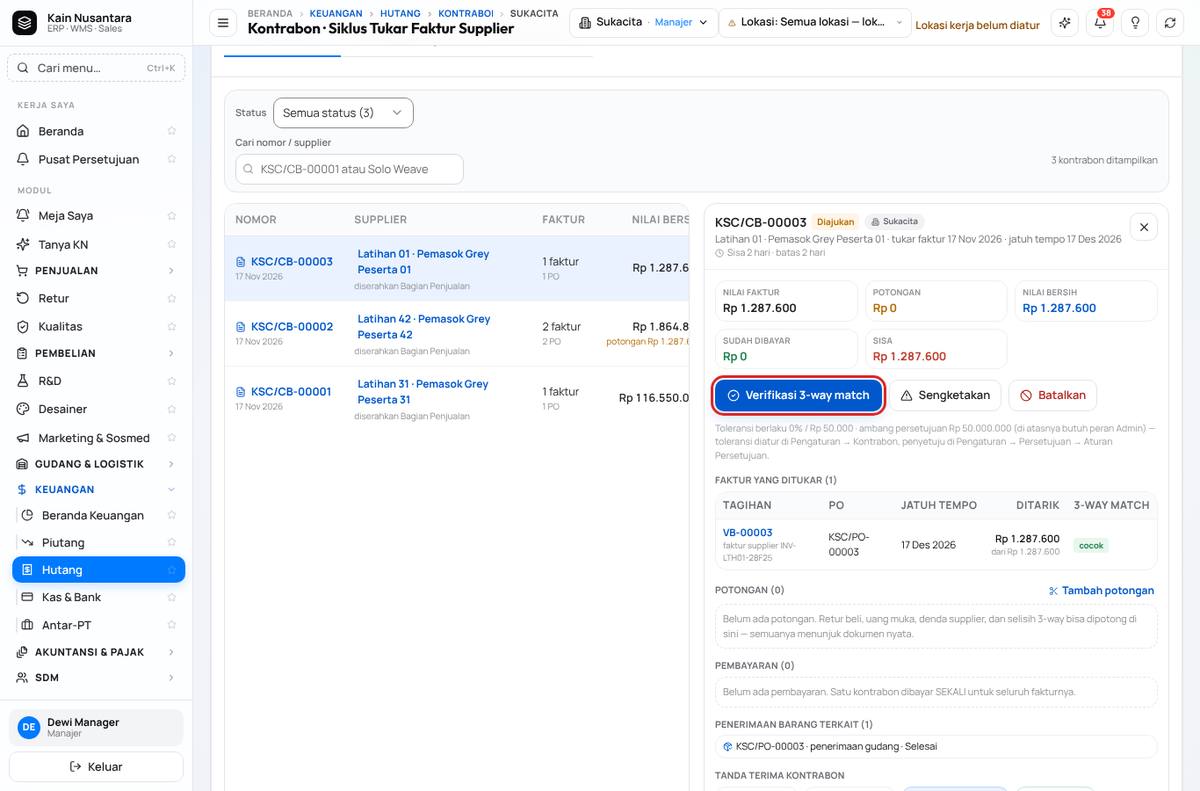 Kain Nusantara
ERP · WMS · Sales
BERANDA › KEUANGAN › HUTANG › KONTRABOI › SUKACITA
Kontrabon · Siklus Tukar Faktur Supplier
Sukacita · Manajer
Lokasi: Semua lokasi — lok...
Lokasi kerja belum diatur
38
Cari menu...
Ctrl+K
KERJA SAYA
Beranda
Pusat Persetujuan
MODUL
Meja Saya
Tanya KN
PENJUALAN
Retur
Kualitas
PEMBELIAN
R&D
Desainer
Marketing & Sosmed
GUDANG & LOGISTIK
KEUANGAN
Beranda Keuangan
Piutang
Hutang
Kas & Bank
Antar-PT
AKUNTANSI & PAJAK
SDM
DE
Dewi Manager
Manajer
Keluar
Status
Semua status (3)
Cari nomor / supplier
KSC/CB-00001 atau Solo Weave
3 kontrabon ditampilkan
NOMOR SUPPLIER FAKTUR NILAI BERS
KSC/CB-00003
17 Nov 2026
Latihan 01 · Pemasok Grey
Peserta 01
diserahkan Bagian Penjualan
1 faktur
1 PO
Rp 1.287.6
KSC/CB-00002
17 Nov 2026
Latihan 42 · Pemasok Grey
Peserta 42
diserahkan Bagian Penjualan
2 faktur
2 PO
Rp 1.864.8
potongan Rp 1.287.6
KSC/CB-00001
17 Nov 2026
Latihan 31 · Pemasok Grey
Peserta 31
diserahkan Bagian Penjualan
1 faktur
1 PO
Rp 116.550.0
KSC/CB-00003 Diajukan Sukacita
Latihan 01 · Pemasok Grey Peserta 01 · tukar faktur 17 Nov 2026 · jatuh tempo 17 Des 2026
Sisa 2 hari · batas 2 hari
NILAI FAKTUR
Rp 1.287.600
POTONGAN
Rp 0
NILAI BERSIH
Rp 1.287.600
SUDAH DIBAYAR
Rp 0
SISA
Rp 1.287.600
Verifikasi 3-way match
Sengketakan
Batalkan
Toleransi berlaku 0% / Rp 50.000 · ambang persetujuan Rp 50.000.000 (di atasnya butuh peran Admin) —
toleransi diatur di Pengaturan → Kontrabon, penyetuju di Pengaturan → Persetujuan → Aturan
Persetujuan.
FAKTUR YANG DITUKAR (1)
TAGIHAN PO JATUH TEMPO DITARIK 3-WAY MATCH
VB-00003
faktur supplier INV-
LTH01-28F25
KSC/PO-
00003
17 Des 2026
Rp 1.287.600
dari Rp 1.287.600
cocok
POTONGAN (0)
Tambah potongan
Belum ada potongan. Retur beli, uang muka, denda supplier, dan selisih 3-way bisa dipotong di
sini — semuanya menunjuk dokumen nyata.
PEMBAYARAN (0)
Belum ada pembayaran. Satu kontrabon dibayar SEKALI untuk seluruh fakturnya.
PENERIMAAN BARANG TERKAIT (1)
KSC/PO-00003 · penerimaan gudang · Selesai
TANDA TERIMA KONTRABON